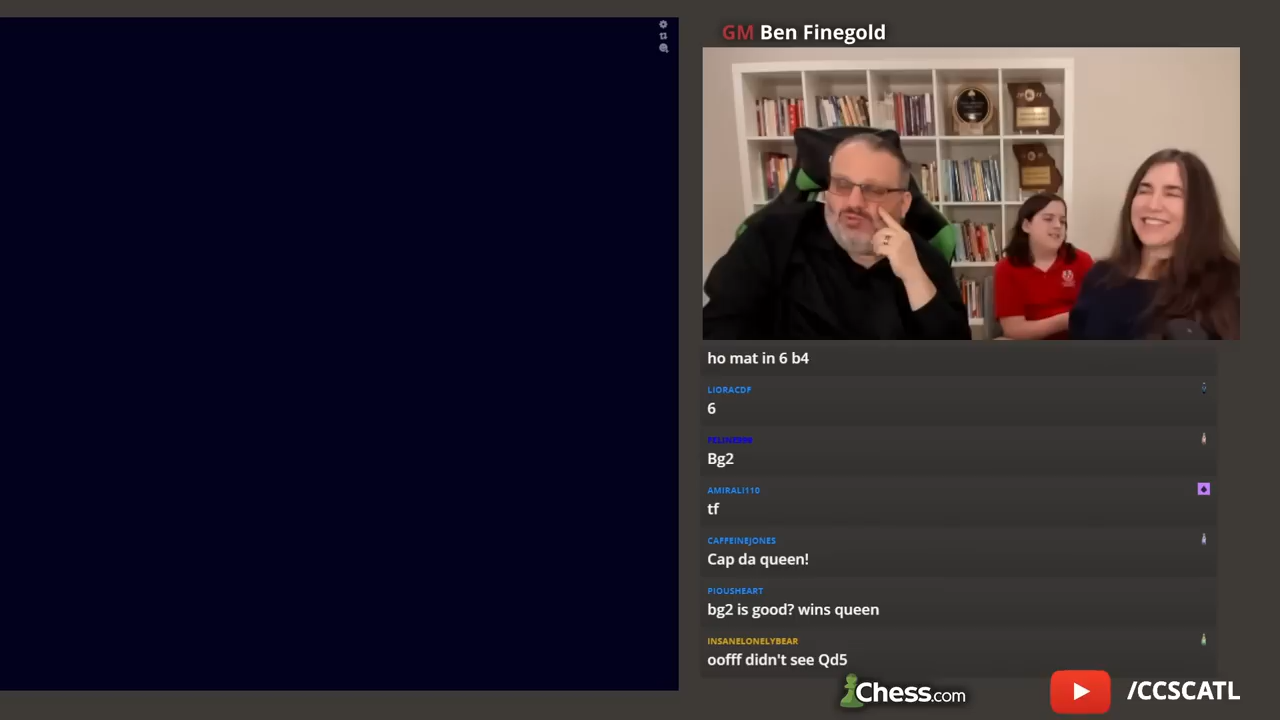 GM Ben Finegold
ho mat in 6 b4
LIORACDF
6
Bg2
AMIRALI110
tf
CAFFEINEJONES
Cap da queen!
PIOUSHEART
bg2 is good? wins queen
INSANELONELYBEAR
oofff didn't see Qd5
Chess.com
/CCSCATL